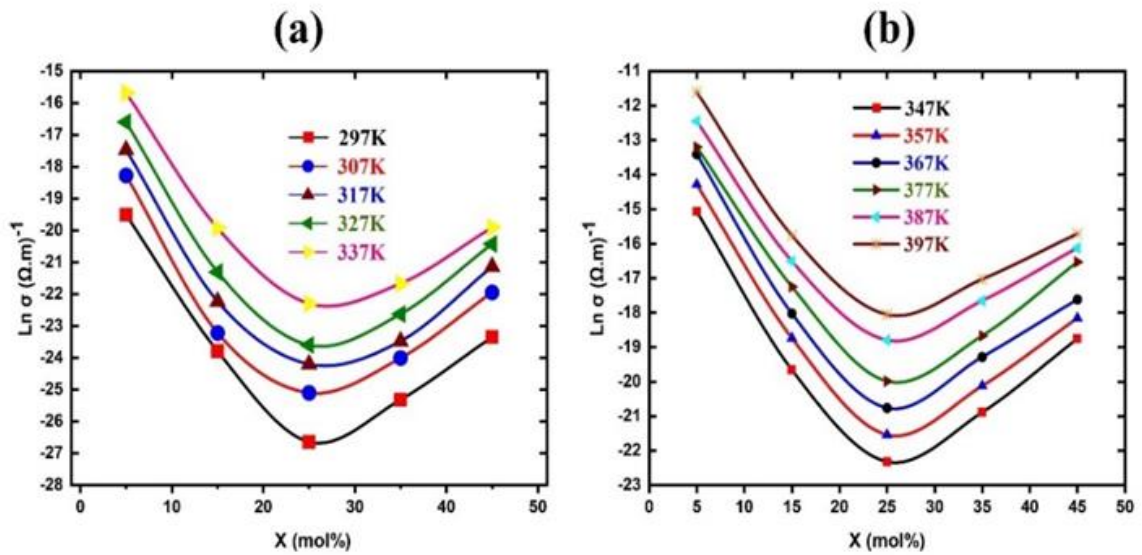 (a)
Ln σ (Ω.m)-1
-15
-16
-17
-18
-19
-20
-21
-22
-23
-24
-25
-26
-27
-28
297K
307K
317K
327K
337K
0 10 20 30 40 50
X (mol%)
(b)
Ln σ (Ω.m)-1
-11
-12
-13
-14
-15
-16
-17
-18
-19
-20
-21
-22
-23
347K
357K
367K
377K
387K
397K
0 5 10 15 20 25 30 35 40 45 50
X (mol%)